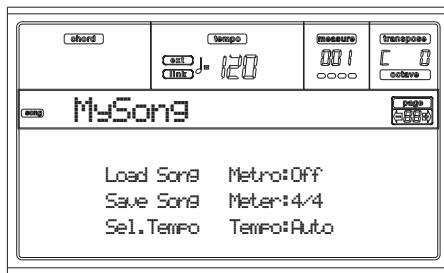 chord tempo measure transpose
ext link = 120 001 C 0
octave
song MySong page
Load Song Metro:Off
Save Song Meter:4/4
Sel.Tempo Tempo:Auto